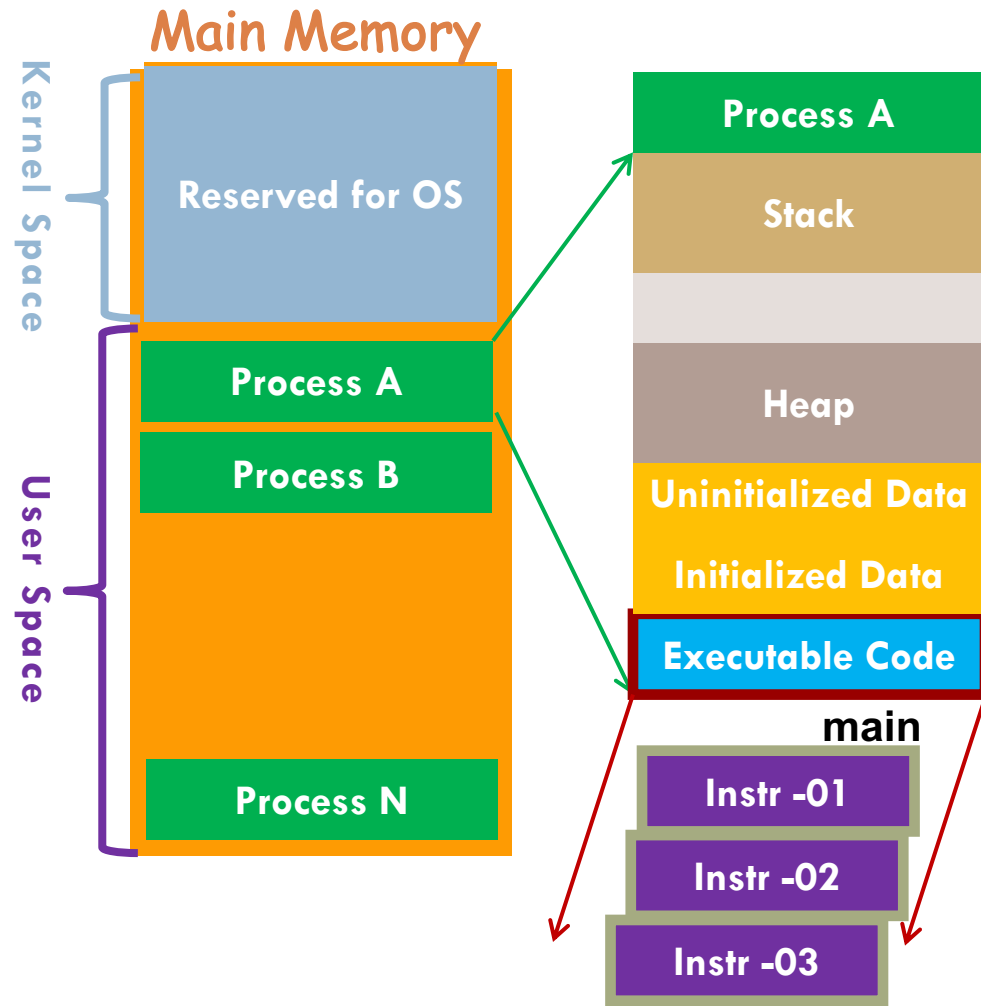 Main Memory
Kernel Space
Reserved for OS
User Space
Process A
Process B
Process N
Process A
Stack
Heap
Uninitialized Data
Initialized Data
Executable Code
main
Instr -01
Instr -02
Instr -03